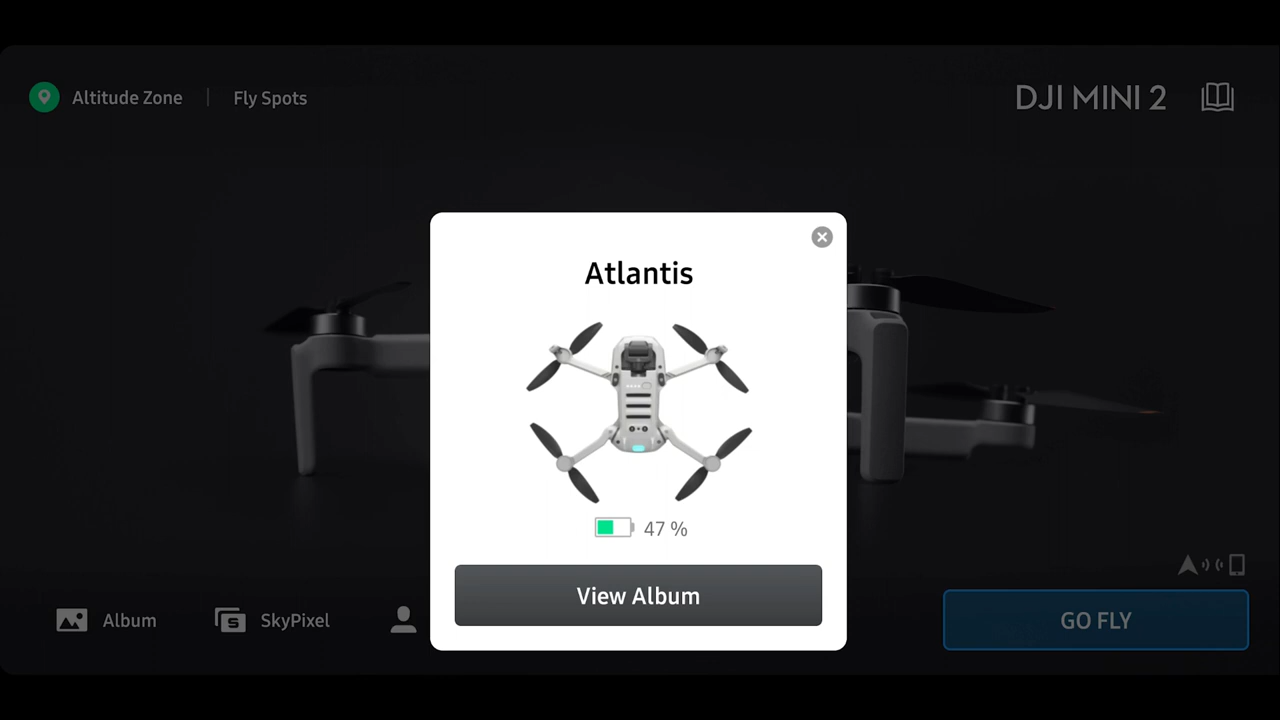 Altitude Zone | Fly Spots
DJI MINI 2
Atlantis
47 %
View Album
Album
SkyPixel
GO FLY